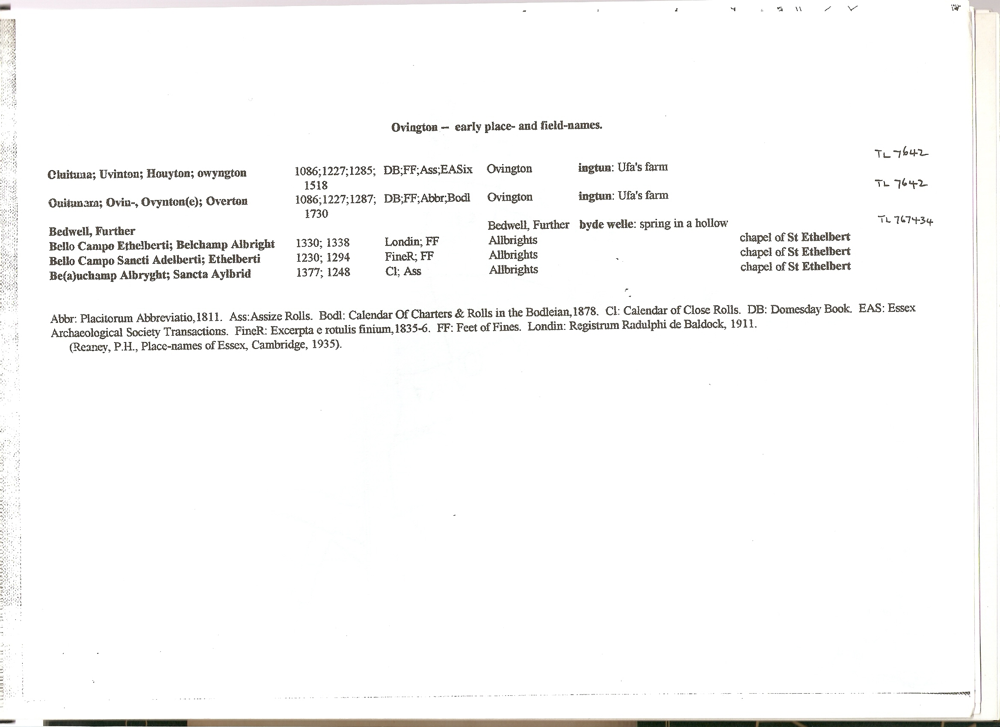 Ovington — early place- and field-names.
TL 7642
Cluituna; Uvinton; Houyton; owyngton 1086;1227;1285; DB;FF;Ass;EASix Ovington ingtun: Ufa's farm
1518
TL 7642
Ouitunam; Ovin-, Ovynton(e); Overton 1086;1227;1287; DB;FF;Abbr;Bodl Ovington ingtun: Ufa's farm
1730
TL 767434
Bedwell, Further Bedwell, Further byde welle: spring in a hollow
Bello Campo Ethelberti; Belchamp Albright 1330; 1338 Londin; FF Allbrights chapel of St Ethelbert
Bello Campo Sancti Adelberti; Ethelberti 1230; 1294 FineR; FF Allbrights chapel of St Ethelbert
Be(a)uchamp Albryght; Sancta Aylbrid 1377; 1248 Cl; Ass Allbrights chapel of St Ethelbert
Abbr: Placitorum Abbreviatio,1811. Ass:Assize Rolls. Bodl: Calendar Of Charters & Rolls in the Bodleian,1878. Cl: Calendar of Close Rolls. DB: Domesday Book. EAS: Essex
Archaeological Society Transactions. FineR: Excerpta e rotulis finium,1835-6. FF: Feet of Fines. Londin: Registrum Radulphi de Baldock, 1911.
(Reaney, P.H., Place-names of Essex, Cambridge, 1935).